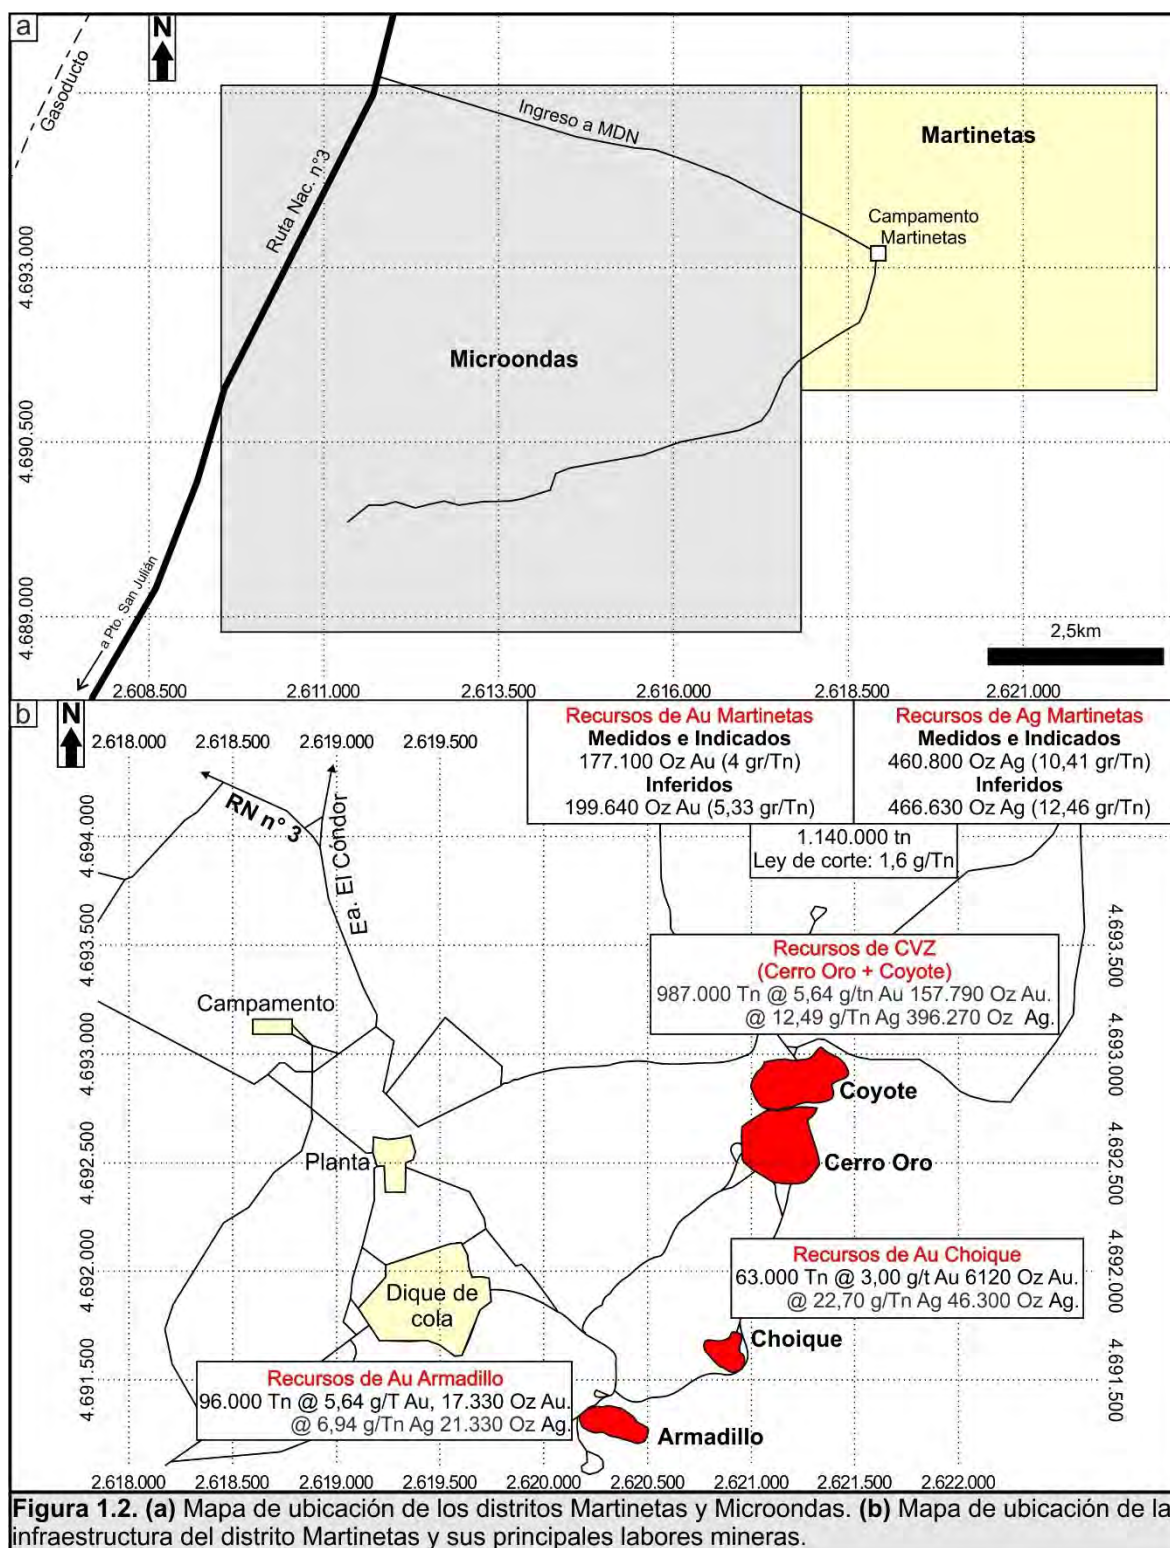 a
N
Gasoducto
Ruta Nac. n°3
Ingreso a MDN
Martinetas
Campamento
Martinetas
Microondas
a Pto. San Julián
4.693.000
4.690.500
4.689.000
2,5km
2.608.500 2.611.000 2.613.500 2.616.000 2.618.500 2.621.000
b
N
2.618.000 2.618.500 2.619.000 2.619.500
Recursos de Au Martinetas
Medidos e Indicados
177.100 Oz Au (4 gr/Tn)
Inferidos
199.640 Oz Au (5,33 gr/Tn)
Recursos de Ag Martinetas
Medidos e Indicados
460.800 Oz Ag (10,41 gr/Tn)
Inferidos
466.630 Oz Ag (12,46 gr/Tn)
1.140.000 tn
Ley de corte: 1,6 g/Tn
RN n° 3
Ea. El Cóndor
4.694.000
4.693.500
4.693.000
4.692.500
4.692.000
4.691.500
4.693.500
4.693.000
4.692.500
4.692.000
4.691.500
Recursos de CVZ
(Cerro Oro + Coyote)
987.000 Tn @ 5,64 g/tn Au 157.790 Oz Au.
@ 12,49 g/Tn Ag 396.270 Oz Ag.
Campamento
Coyote
Planta
Cerro Oro
Recursos de Au Choique
63.000 Tn @ 3,00 g/t Au 6120 Oz Au.
@ 22,70 g/Tn Ag 46.300 Oz Ag.
Dique de
cola
Choique
Recursos de Au Armadillo
96.000 Tn @ 5,64 g/T Au, 17.330 Oz Au.
@ 6,94 g/Tn Ag 21.330 Oz Ag.
Armadillo
2.618.000 2.618.500 2.619.000 2.619.500 2.620.000 2.620.500 2.621.000 2.621.500 2.622.000
Figura 1.2. (a) Mapa de ubicación de los distritos Martinetas y Microondas. (b) Mapa de ubicación de la
infraestructura del distrito Martinetas y sus principales labores mineras.